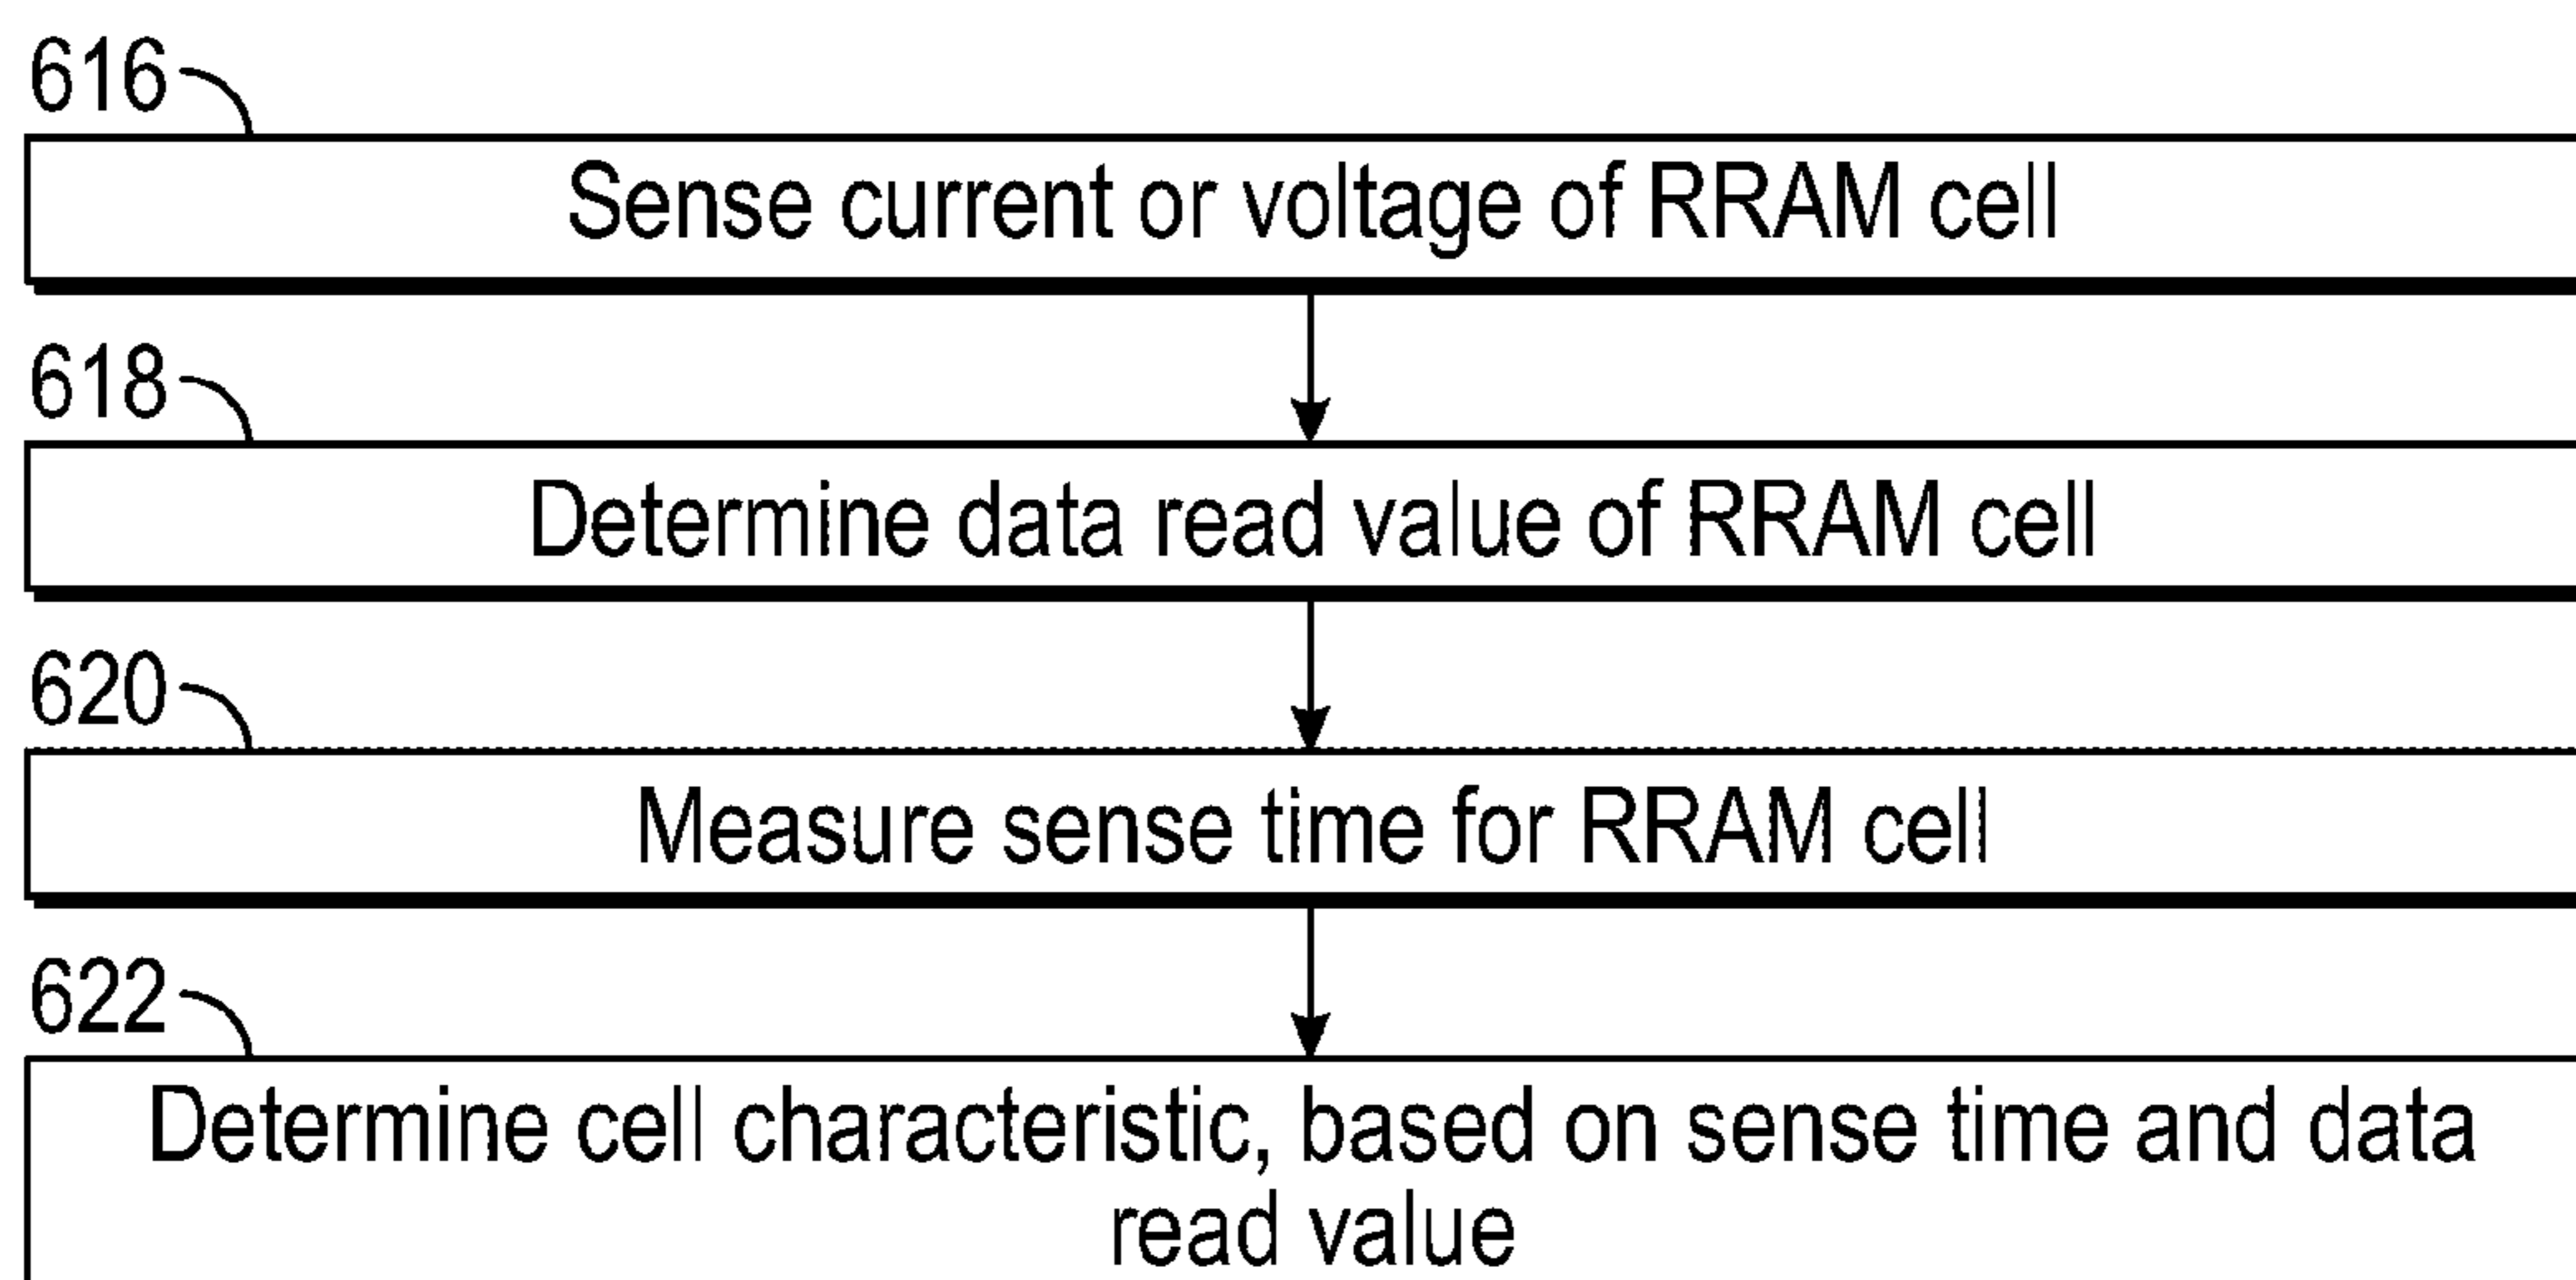 616
Sense current or voltage of RRAM cell
618
Determine data read value of RRAM cell
620
Measure sense time for RRAM cell
622
Determine cell characteristic, based on sense time and data
read value